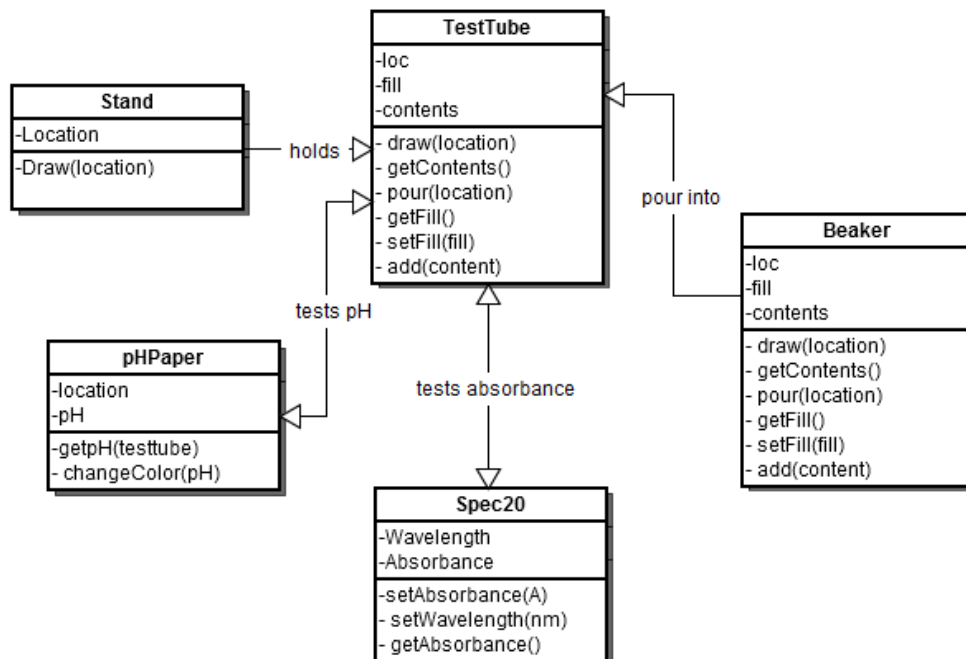 TestTube
-loc
-fill
-contents
- draw(location)
- getContents()
- pour(location)
- getFill()
- setFill(fill)
- add(content)
Stand
-Location
-Draw(location)
holds
pour into
tests pH
Beaker
-loc
-fill
-contents
- draw(location)
- getContents()
- pour(location)
- getFill()
- setFill(fill)
- add(content)
pHPaper
-location
-pH
-getpH(testtube)
- changeColor(pH)
tests absorbance
Spec20
-Wavelength
-Absorbance
-setAbsorbance(A)
- setWavelength(nm)
- getAbsorbance()